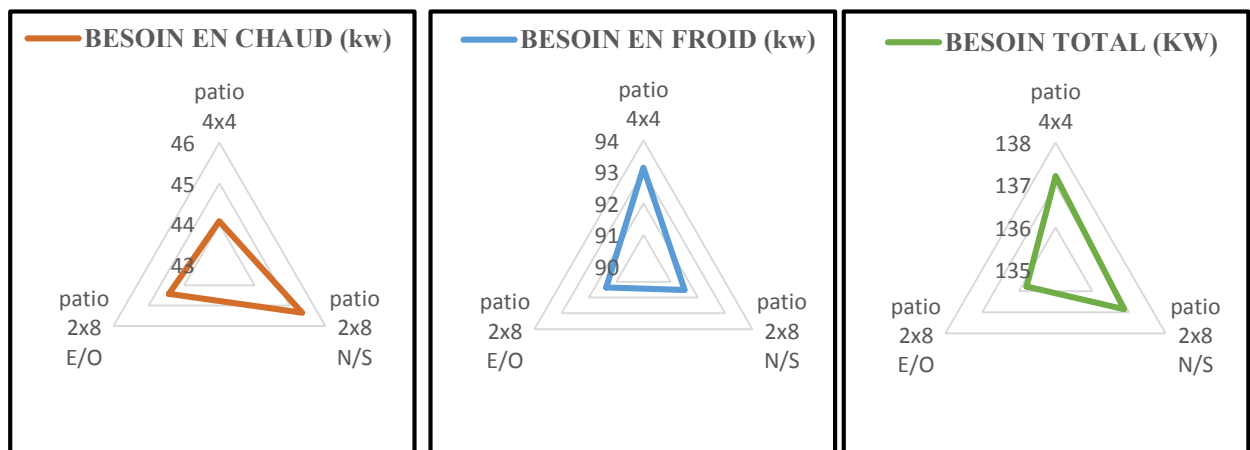 BESOIN EN CHAUD (kw)
patio
4x4
46
45
44
43
patio
2x8
E/O
patio
2x8
N/S
BESOIN EN FROID (kw)
patio
4x4
94
93
92
91
90
patio
2x8
E/O
patio
2x8
N/S
BESOIN TOTAL (KW)
patio
4x4
138
137
136
135
patio
2x8
E/O
patio
2x8
N/S